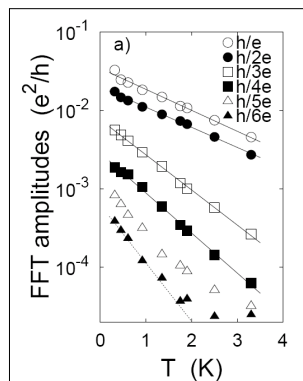 a)
h/e
h/2e
h/3e
h/4e
h/5e
h/6e
FFT amplitudes (e²/h)
10⁻¹
10⁻²
10⁻³
10⁻⁴
0 1 2 3 4
T (K)